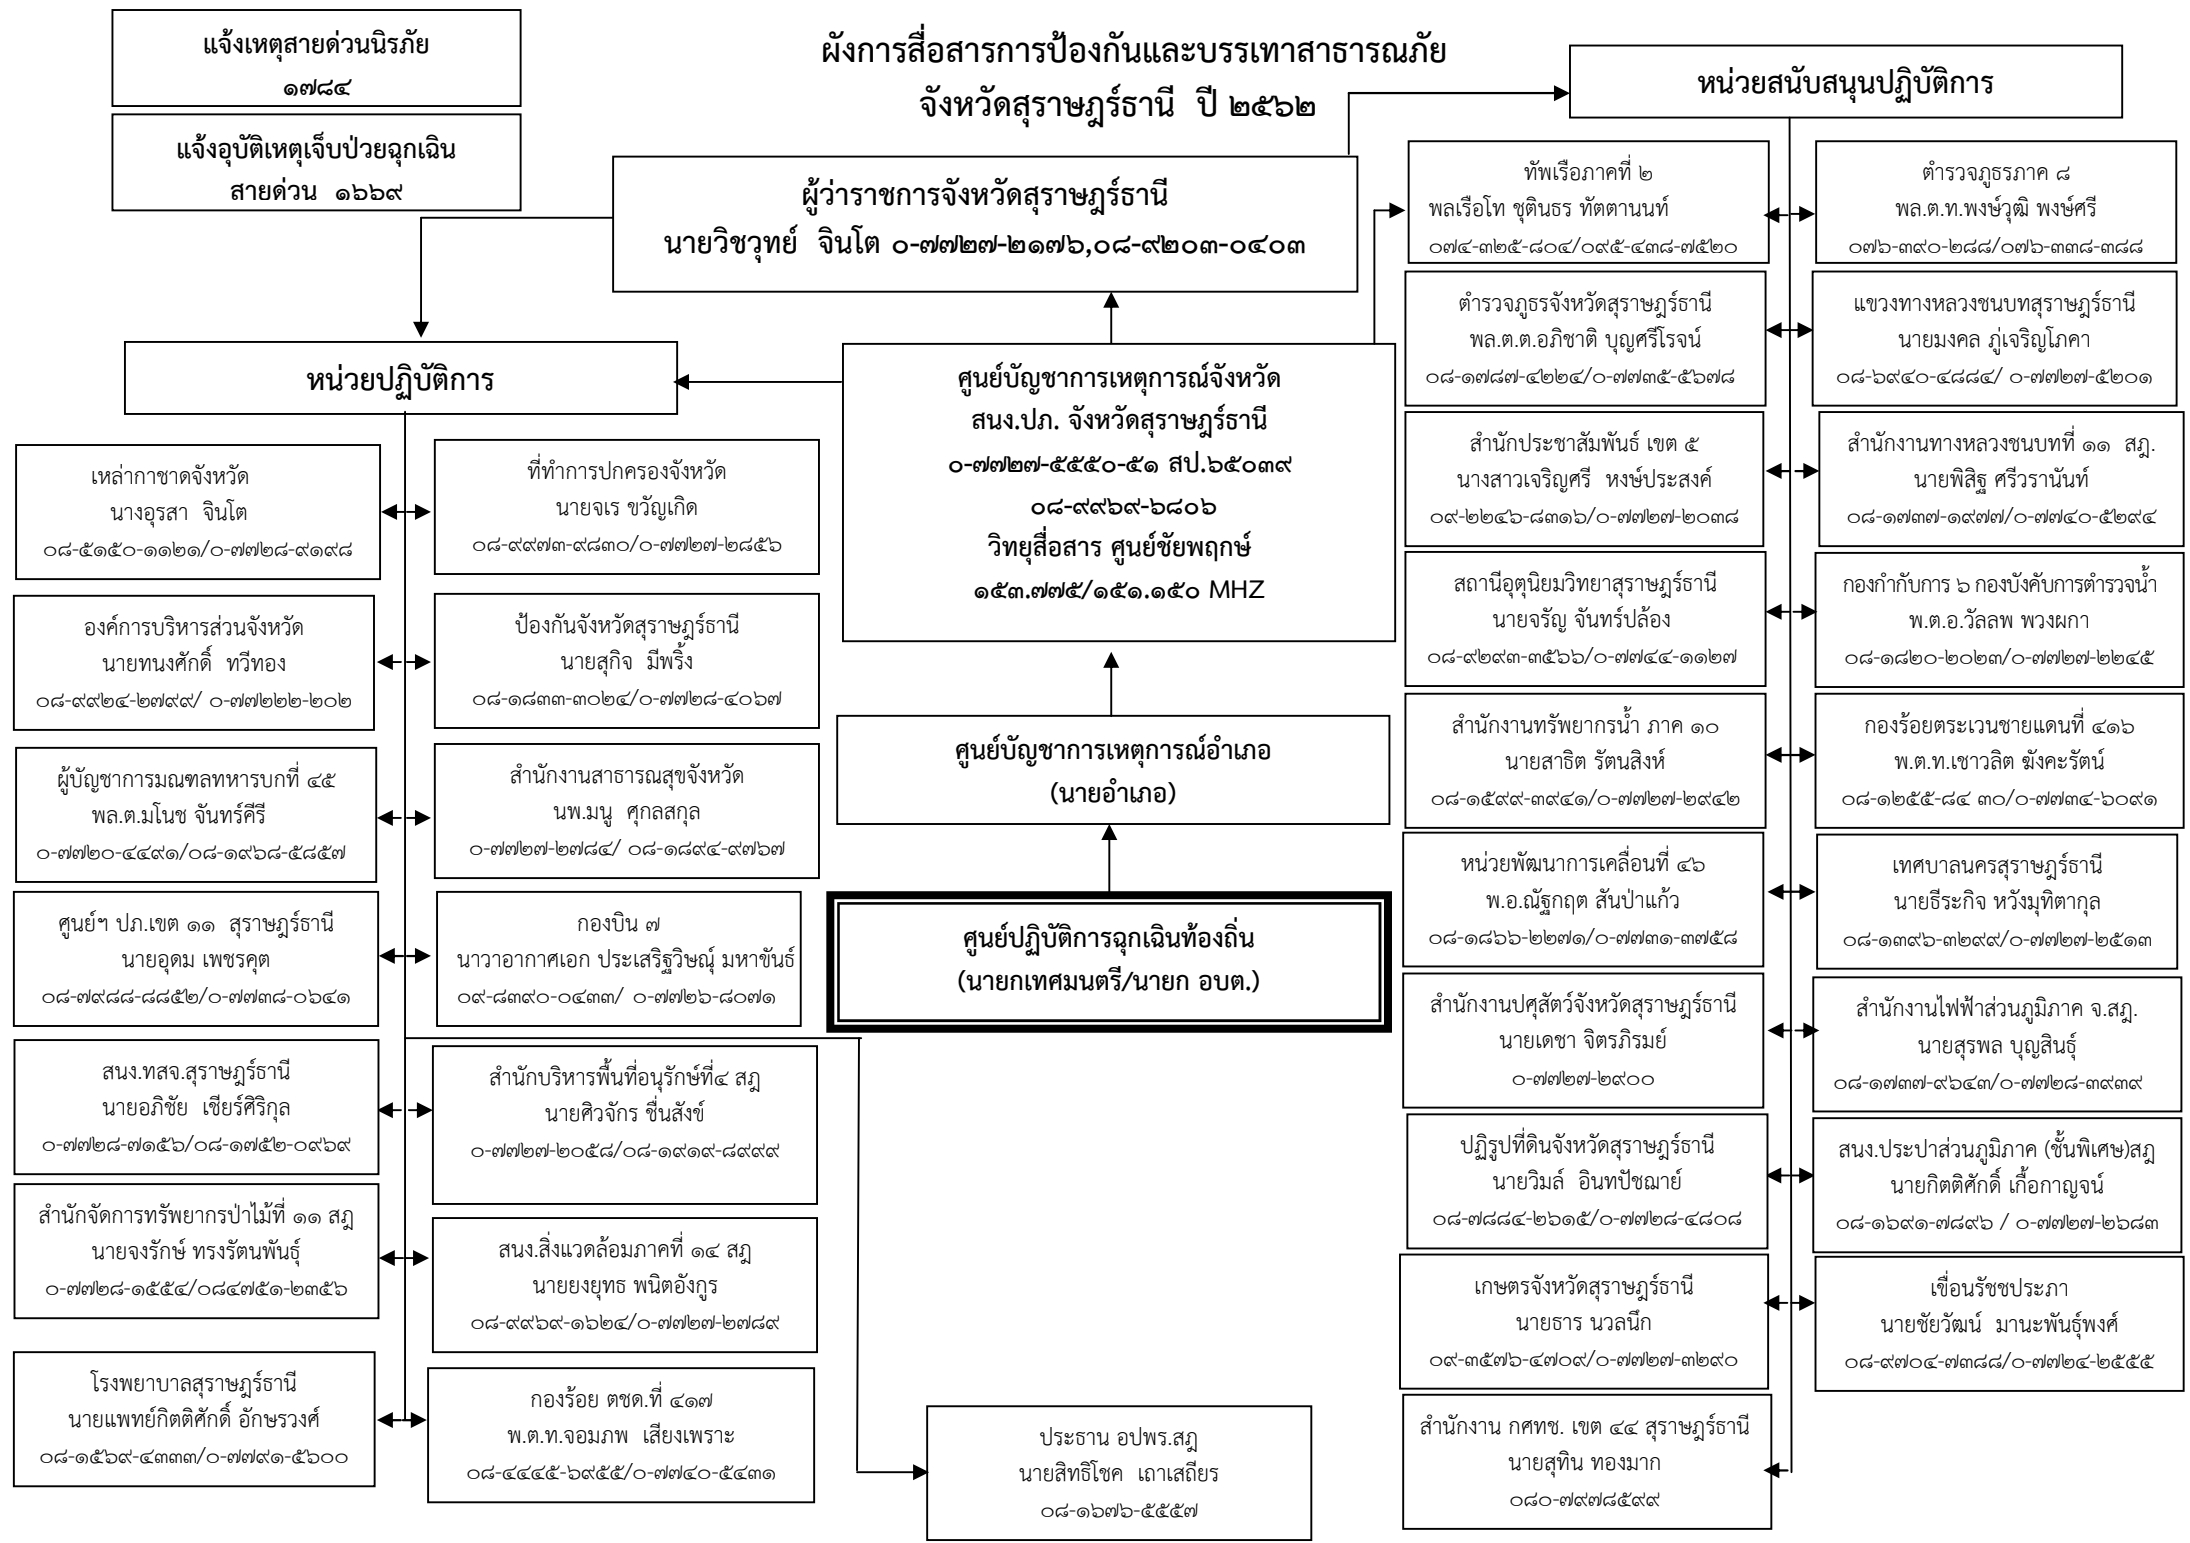 แจ้งเหตุสายด่วนนิรภัย
๑๗๘๔
แจ้งอุบัติเหตุเจ็บป่วยฉุกเฉิน
สายด่วน ๑๖๖๙
ผังการสื่อสารการป้องกันและบรรเทาสาธารณภัย
จังหวัดสุราษฎร์ธานี ปี ๒๕๖๒
ผู้ว่าราชการจังหวัดสุราษฎร์ธานี
นายวิชวุทย์ จินโต ๐-๗๗๒๗-๒๑๗๖,๐๘-๙๒๐๓-๐๔๐๓
หน่วยปฏิบัติการ
เหล่ากาชาดจังหวัด
นางอุรสา จินโต
๐๘-๕๑๕๐-๑๑๒๑/๐-๗๗๒๘-๙๑๙๘
ที่ทำการปกครองจังหวัด
นายจเร ขวัญเกิด
๐๘-๙๙๗๓-๙๘๓๐/๐-๗๗๒๗-๒๘๕๖
องค์การบริหารส่วนจังหวัด
นายทนงศักดิ์ ทวีทอง
๐๘-๙๙๒๔-๒๗๙๙/ ๐-๗๗๒๒๒-๒๐๒
ป้องกันจังหวัดสุราษฎร์ธานี
นายสุกิจ มีพริ้ง
๐๘-๑๘๓๓-๓๐๒๔/๐-๗๗๒๘-๔๐๖๗
ผู้บัญชาการมณฑลทหารบกที่ ๔๕
พล.ต.มโนช จันทร์คีรี
๐-๗๗๒๐-๔๔๙๑/๐๘-๑๙๖๘-๕๘๕๗
สำนักงานสาธารณสุขจังหวัด
นพ.มนู ศุกลสกุล
๐-๗๗๒๗-๒๗๘๔/ ๐๘-๑๘๙๔-๙๗๖๗
ศูนย์ฯ ปภ.เขต ๑๑ สุราษฎร์ธานี
นายอุดม เพชรคุต
๐๘-๗๙๘๘-๘๘๕๒/๐-๗๗๓๘-๐๖๔๑
กองบิน ๗
นาวาอากาศเอก ประเสริฐวิษณุ์ มหาขันธ์
๐๙-๘๓๙๐-๐๔๓๓/ ๐-๗๗๒๖-๘๐๗๑
สนง.ทสจ.สุราษฎร์ธานี
นายอภิชัย เชียร์ศิริกุล
๐-๗๗๒๘-๗๑๕๖/๐๘-๑๗๕๒-๐๙๖๙
สำนักบริหารพื้นที่อนุรักษ์ที่๔ สฎ
นายศิวจักร ชื่นสังข์
๐-๗๗๒๗-๒๐๕๘/๐๘-๑๙๑๙-๘๙๙๙
สำนักจัดการทรัพยากรป่าไม้ที่ ๑๑ สฎ
นายจงรักษ์ ทรงรัตนพันธุ์
๐-๗๗๒๘-๑๕๕๔/๐๘๔๗๕๑-๒๓๕๖
สนง.สิ่งแวดล้อมภาคที่ ๑๔ สฎ
นายยงยุทธ พนิตอังกูร
๐๘-๙๙๖๙-๑๖๒๔/๐-๗๗๒๗-๒๗๘๙
โรงพยาบาลสุราษฎร์ธานี
นายแพทย์กิตติศักดิ์ อักษรวงศ์
๐๘-๑๕๖๙-๔๓๓๓/๐-๗๗๙๑-๕๖๐๐
กองร้อย ตชด.ที่ ๔๑๗
พ.ต.ท.จอมภพ เสียงเพราะ
๐๘-๔๔๔๕-๖๙๕๕/๐-๗๗๔๐-๕๔๓๑
ศูนย์บัญชาการเหตุการณ์จังหวัด
สนง.ปภ. จังหวัดสุราษฎร์ธานี
๐-๗๗๒๗-๕๕๕๐-๕๑ สป.๖๕๐๓๙
๐๘-๙๙๖๙-๖๘๐๖
วิทยุสื่อสาร ศูนย์ชัยพฤกษ์
๑๕๓.๗๗๕/๑๕๑.๑๕๐ MHZ
ศูนย์บัญชาการเหตุการณ์อำเภอ
(นายอำเภอ)
ศูนย์ปฏิบัติการฉุกเฉินท้องถิ่น
(นายกเทศมนตรี/นายก อบต.)
ประธาน อปพร.สฎ
นายสิทธิโชค เถาเสถียร
๐๘-๑๖๗๖-๕๕๕๗
หน่วยสนับสนุนปฏิบัติการ
ทัพเรือภาคที่ ๒
พลเรือโท ชุตินธร ทัตตานนท์
๐๗๔-๓๒๕-๘๐๔/๐๙๕-๔๓๘-๗๕๒๐
ตำรวจภูธรภาค ๘
พล.ต.ท.พงษ์วุฒิ พงษ์ศรี
๐๗๖-๓๙๐-๒๘๘/๐๗๖-๓๓๘-๓๘๘
ตำรวจภูธรจังหวัดสุราษฎร์ธานี
พล.ต.ต.อภิชาติ บุญศรีโรจน์
๐๘-๑๗๘๗-๔๒๒๔/๐-๗๗๓๕-๕๖๗๘
แขวงทางหลวงชนบทสุราษฎร์ธานี
นายมงคล ภู่เจริญโภคา
๐๘-๖๙๔๐-๔๘๘๔/ ๐-๗๗๒๗-๕๒๐๑
สำนักประชาสัมพันธ์ เขต ๕
นางสาวเจริญศรี หงษ์ประสงค์
๐๙-๒๒๔๖-๘๓๑๖/๐-๗๗๒๗-๒๐๓๘
สำนักงานทางหลวงชนบทที่ ๑๑ สฎ.
นายพิสิฐ ศรีวรานันท์
๐๘-๑๗๓๗-๑๙๗๗/๐-๗๗๔๐-๕๒๙๔
สถานีอุตุนิยมวิทยาสุราษฎร์ธานี
นายจรัญ จันทร์ปล้อง
๐๘-๙๒๙๓-๓๕๖๖/๐-๗๗๔๔-๑๑๒๗
กองกำกับการ ๖ กองบังคับการตำรวจน้ำ
พ.ต.อ.วัลลพ พวงผกา
๐๘-๑๘๒๐-๒๐๒๓/๐-๗๗๒๗-๒๒๔๕
สำนักงานทรัพยากรน้ำ ภาค ๑๐
นายสาธิต รัตนสิงห์
๐๘-๑๕๙๙-๓๙๔๑/๐-๗๗๒๗-๒๙๔๒
กองร้อยตระเวนชายแดนที่ ๔๑๖
พ.ต.ท.เชาวลิต ฆังคะรัตน์
๐๘-๑๒๕๕-๘๔ ๓๐/๐-๗๗๓๔-๖๐๙๑
หน่วยพัฒนาการเคลื่อนที่ ๔๖
พ.อ.ณัฐกฤต สันป่าแก้ว
๐๘-๑๘๖๖-๒๒๗๑/๐-๗๗๓๑-๓๗๕๘
เทศบาลนครสุราษฎร์ธานี
นายธีระกิจ หวังมุทิตากุล
๐๘-๑๓๙๖-๓๒๙๙/๐-๗๗๒๗-๒๕๑๓
สำนักงานปศุสัตว์จังหวัดสุราษฎร์ธานี
นายเดชา จิตรภิรมย์
๐-๗๗๒๗-๒๙๐๐
สำนักงานไฟฟ้าส่วนภูมิภาค จ.สฎ.
นายสุรพล บุญสินธุ์
๐๘-๑๗๓๗-๙๖๔๓/๐-๗๗๒๘-๓๙๓๙
ปฏิรูปที่ดินจังหวัดสุราษฎร์ธานี
นายวิมล์ อินทปัชฌาย์
๐๘-๗๘๘๔-๒๖๑๕/๐-๗๗๒๘-๔๘๐๘
สนง.ประปาส่วนภูมิภาค (ชั้นพิเศษ)สฎ
นายกิตติศักดิ์ เกื้อกาญจน์
๐๘-๑๖๙๑-๗๘๙๖ / ๐-๗๗๒๗-๒๖๘๓
เกษตรจังหวัดสุราษฎร์ธานี
นายธาร นวลนึก
๐๙-๓๕๗๖-๔๗๐๙/๐-๗๗๒๗-๓๒๙๐
เขื่อนรัชชประภา
นายชัยวัฒน์ มานะพันธุ์พงศ์
๐๘-๙๗๐๔-๗๓๘๘/๐-๗๗๒๔-๒๕๕๕
สำนักงาน กศทช. เขต ๔๔ สุราษฎร์ธานี
นายสุทิน ทองมาก
๐๘๐-๗๙๗๘๕๙๙